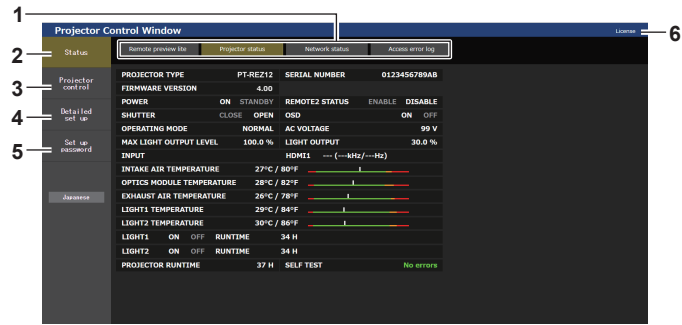 1
Projector Control Window
License
6
2
Status
Remote preview lite Projector status Network status Access error log
3
Projector
control
4
Detailed
set up
5
Set up
password
Japanese
PROJECTOR TYPE PT-REZ12 SERIAL NUMBER 0123456789AB
FIRMWARE VERSION 4.00
POWER ON STANDBY REMOTE2 STATUS ENABLE DISABLE
SHUTTER CLOSE OPEN OSD ON OFF
OPERATING MODE NORMAL AC VOLTAGE 99 V
MAX LIGHT OUTPUT LEVEL 100.0 % LIGHT OUTPUT 30.0 %
INPUT HDMI1 --- (---kHz/---Hz)
INTAKE AIR TEMPERATURE 27°C / 80°F
OPTICS MODULE TEMPERATURE 28°C / 82°F
EXHAUST AIR TEMPERATURE 26°C / 78°F
LIGHT1 TEMPERATURE 29°C / 84°F
LIGHT2 TEMPERATURE 30°C / 86°F
LIGHT1 ON OFF RUNTIME 34 H
LIGHT2 ON OFF RUNTIME 34 H
PROJECTOR RUNTIME 37 H SELF TEST No errors